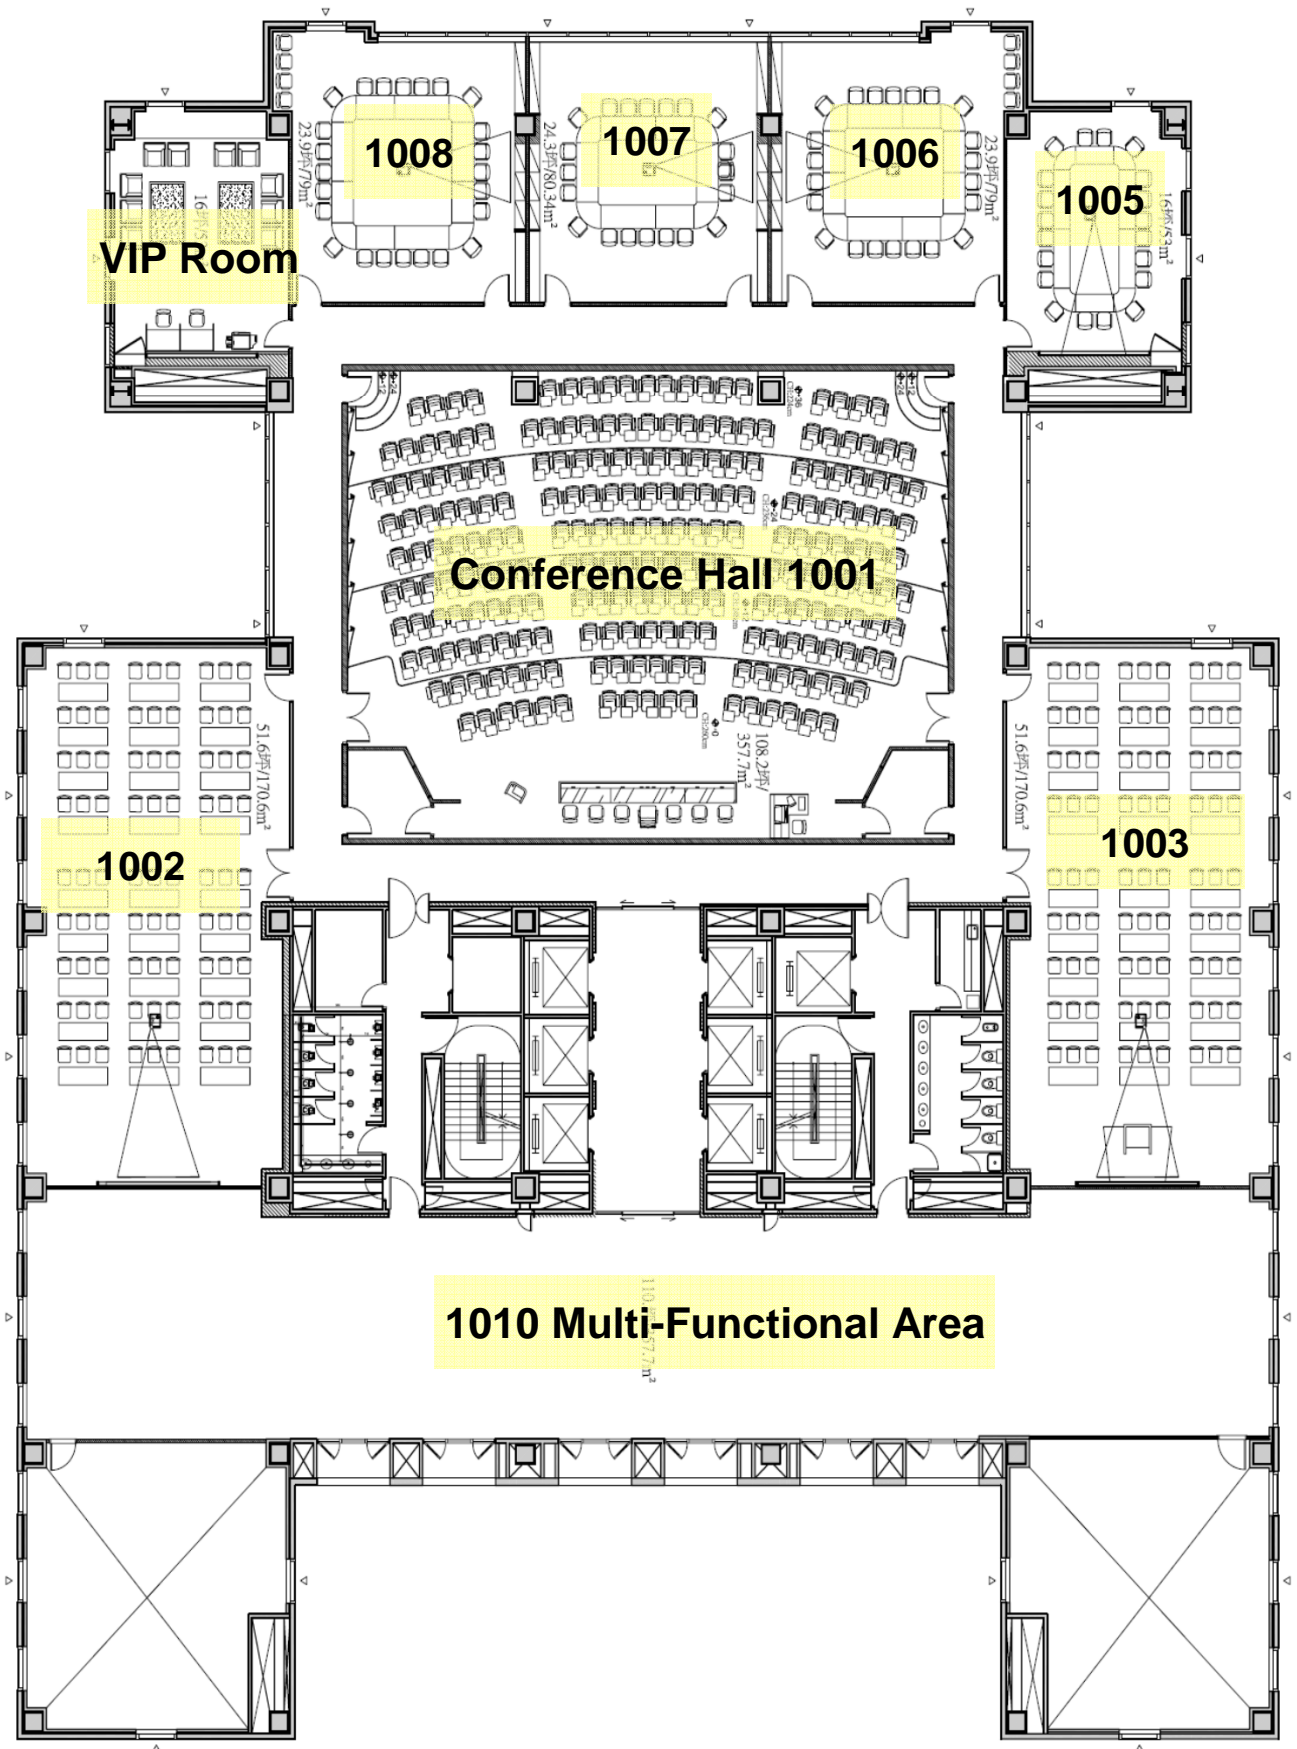 1008
1007
1006
1005
23.9坪/79m²
24.3坪/80.34m²
23.9坪/79m²
VIP Room
Conference Hall 1001
108.2坪/
357.7m²
51.6坪/170.6m²
51.6坪/170.6m²
1002
1003
1010 Multi-Functional Area